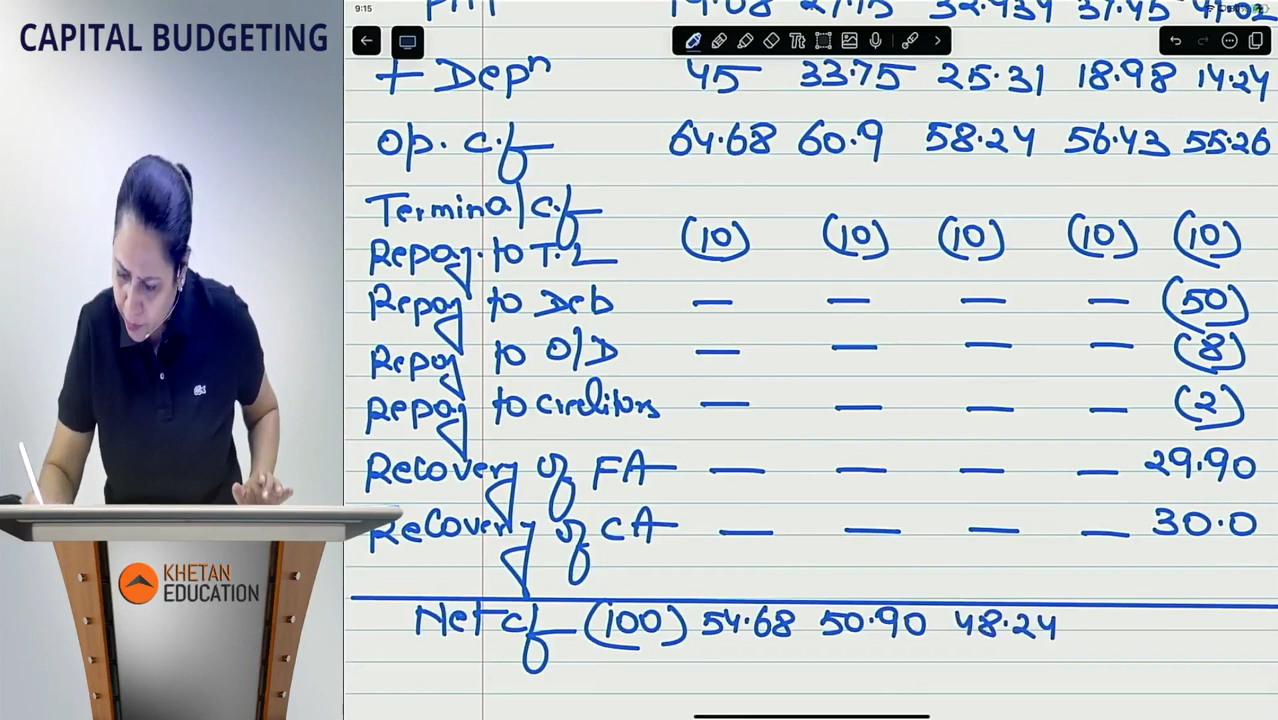 CAPITAL BUDGETING
9:15
+ Depn 45 33.75 25.31 18.98 14.24
Op. c.f 64.68 60.9 58.24 56.43 55.26
Terminal c.f
Repay. to T.L (10) (10) (10) (10) (10)
Repay to Deb — — — — (50)
Repay to O/D — — — — (8)
Repay to Creditors — — — — (2)
Recovery of FA — — — — 29.90
Recovery of CA — — — — 30.0
Net cf (100) 54.68 50.90 48.24
KHETAN
EDUCATION